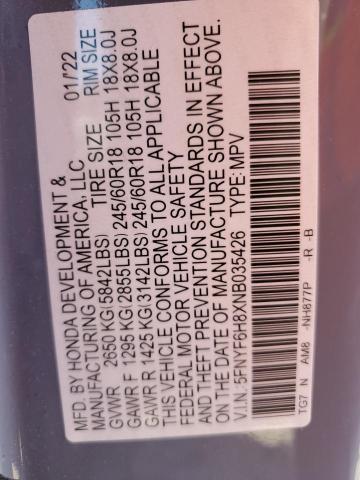 MFD. BY HONDA DEVELOPMENT & 01/22
MANUFACTURING OF AMERICA, LLC
TIRE SIZE RIM SIZE
GVWR 2650 KG(5842LBS)
GAWR F 1295 KG(2855LBS) 245/60R18 105H 18X8.0J
GAWR R 1425 KG(3142LBS) 245/60R18 105H 18X8.0J
THIS VEHICLE CONFORMS TO ALL APPLICABLE
FEDERAL MOTOR VEHICLE SAFETY
AND THEFT PREVENTION STANDARDS IN EFFECT
ON THE DATE OF MANUFACTURE SHOWN ABOVE.
V.I.N.: 5FNYF6H8XNB035426 TYPE: MPV
TG7 N AM8 -NH877P -R -B